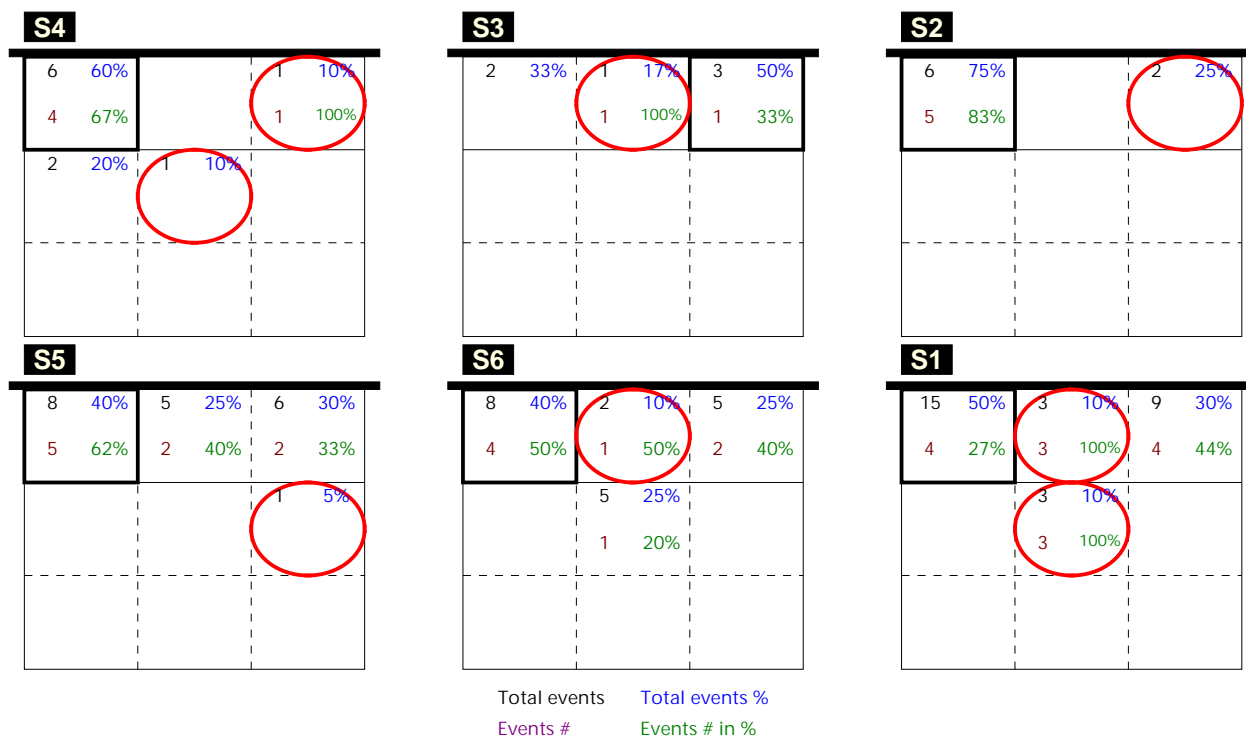 S4
S3
S2
6 60% 1 10%
4 67% 1 100%
2 20% 1 10%
2 33% 1 17% 3 50%
1 100% 1 33%
6 75% 2 25%
5 83%
S5
S6
S1
8 40% 5 25% 6 30%
5 62% 2 40% 2 33%
1 5%
8 40% 2 10% 5 25%
4 50% 1 50% 2 40%
5 25%
1 20%
15 50% 3 10% 9 30%
4 27% 3 100% 4 44%
3 10%
3 100%
Total events Total events %
Events # Events # in %